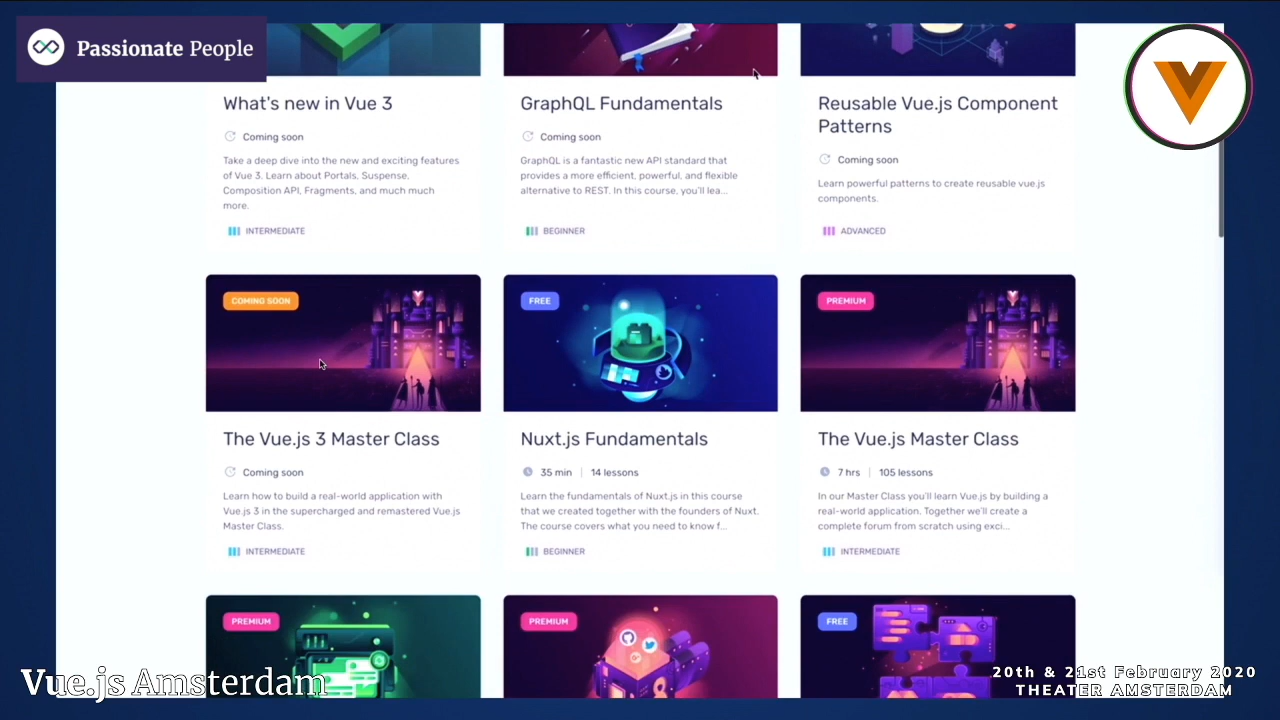 Passionate People
What's new in Vue 3
Coming soon
Take a deep dive into the new and exciting features
of Vue 3. Learn about Portals, Suspense,
Composition API, Fragments, and much much
more.
INTERMEDIATE
GraphQL Fundamentals
Coming soon
GraphQL is a fantastic new API standard that
provides a more efficient, powerful, and flexible
alternative to REST. In this course, you'll lea...
BEGINNER
Reusable Vue.js Component
Patterns
Coming soon
Learn powerful patterns to create reusable vue.js
components.
ADVANCED
COMING SOON
The Vue.js 3 Master Class
Coming soon
Learn how to build a real-world application with
Vue.js 3 in the supercharged and remastered Vue.js
Master Class.
INTERMEDIATE
FREE
Nuxt.js Fundamentals
35 min | 14 lessons
Learn the fundamentals of Nuxt.js in this course
that we created together with the founders of Nuxt.
The course covers what you need to know f...
BEGINNER
PREMIUM
The Vue.js Master Class
7 hrs | 105 lessons
In our Master Class you'll learn Vue.js by building a
real-world application. Together we'll create a
complete forum from scratch using exci...
INTERMEDIATE
PREMIUM
PREMIUM
FREE
Vue.js Amsterdam
20th & 21st February 2020
THEATER AMSTERDAM